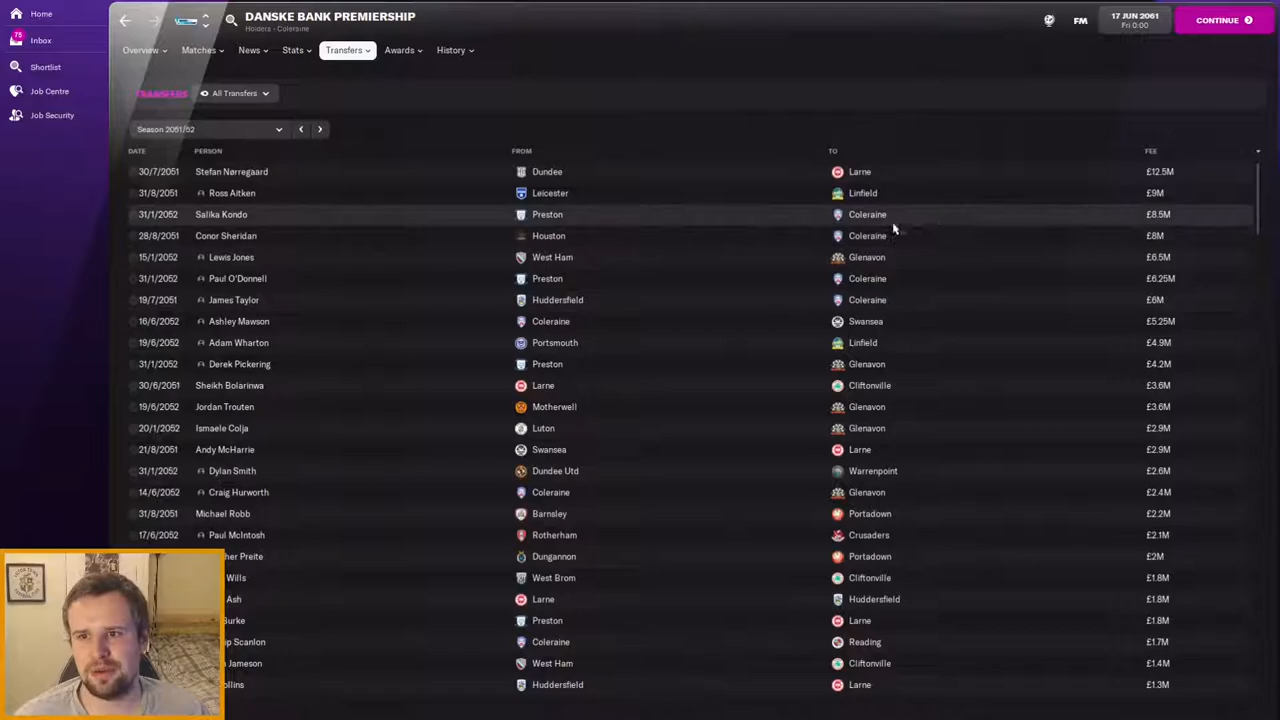 Home
75
Inbox
Shortlist
Job Centre
Job Security
DANSKE BANK PREMIERSHIP
Holders - Coleraine
FM
17 JUN 2061
Fri 0:00
CONTINUE
Overview Matches News Stats Transfers Awards History
TRANSFERS All Transfers
Season 2051/52
DATE PERSON FROM TO FEE
30/7/2051 Stefan Nørregaard Dundee Larne £12.5M
31/8/2051 Ross Aitken Leicester Linfield £9M
31/1/2052 Salika Kondo Preston Coleraine £8.5M
28/8/2051 Conor Sheridan Houston Coleraine £8M
15/1/2052 Lewis Jones West Ham Glenavon £6.5M
31/1/2052 Paul O'Donnell Preston Coleraine £6.25M
19/7/2051 James Taylor Huddersfield Coleraine £6M
16/6/2052 Ashley Mawson Coleraine Swansea £5.25M
19/6/2052 Adam Wharton Portsmouth Linfield £4.9M
31/1/2052 Derek Pickering Preston Glenavon £4.2M
30/6/2051 Sheikh Bolarinwa Larne Cliftonville £3.6M
19/6/2052 Jordan Trouten Motherwell Glenavon £3.6M
20/1/2052 Ismaele Colja Luton Glenavon £2.9M
21/8/2051 Andy McHarrie Swansea Larne £2.9M
31/1/2052 Dylan Smith Dundee Utd Warrenpoint £2.6M
14/6/2052 Craig Hurworth Coleraine Glenavon £2.4M
31/8/2051 Michael Robb Barnsley Portadown £2.2M
17/6/2052 Paul McIntosh Rotherham Crusaders £2.1M
her Preite Dungannon Portadown £2M
Wills West Brom Cliftonville £1.8M
Ash Larne Huddersfield £1.8M
Burke Preston Larne £1.8M
p Scanlon Coleraine Reading £1.7M
Jameson West Ham Cliftonville £1.4M
ollins Huddersfield Larne £1.3M